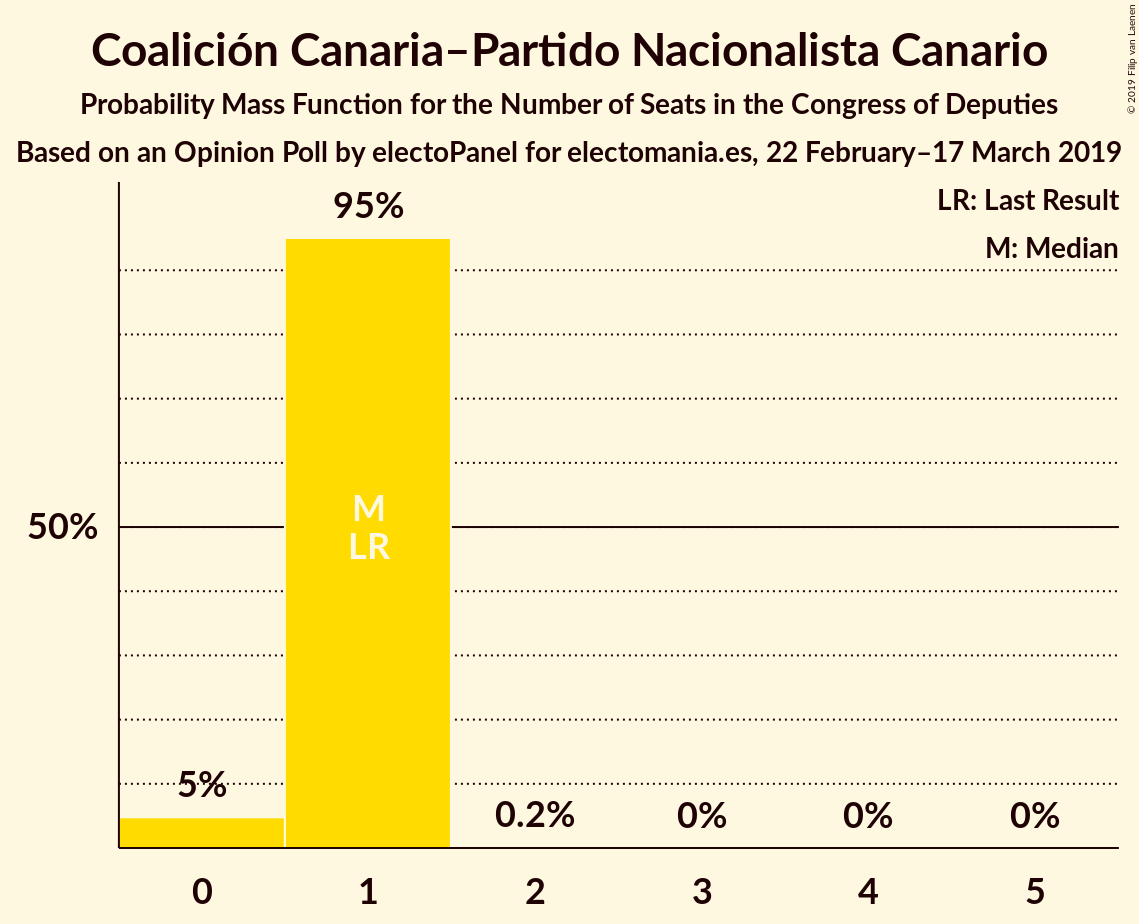 Coalición Canaria–Partido Nacionalista Canario
Probability Mass Function for the Number of Seats in the Congress of Deputies
Based on an Opinion Poll by electoPanel for electomania.es, 22 February–17 March 2019
© 2019 Filip van Laenen
LR: Last Result
M: Median
95%
50%
M
LR
5%
0.2%
0%
0%
0%
0
1
2
3
4
5